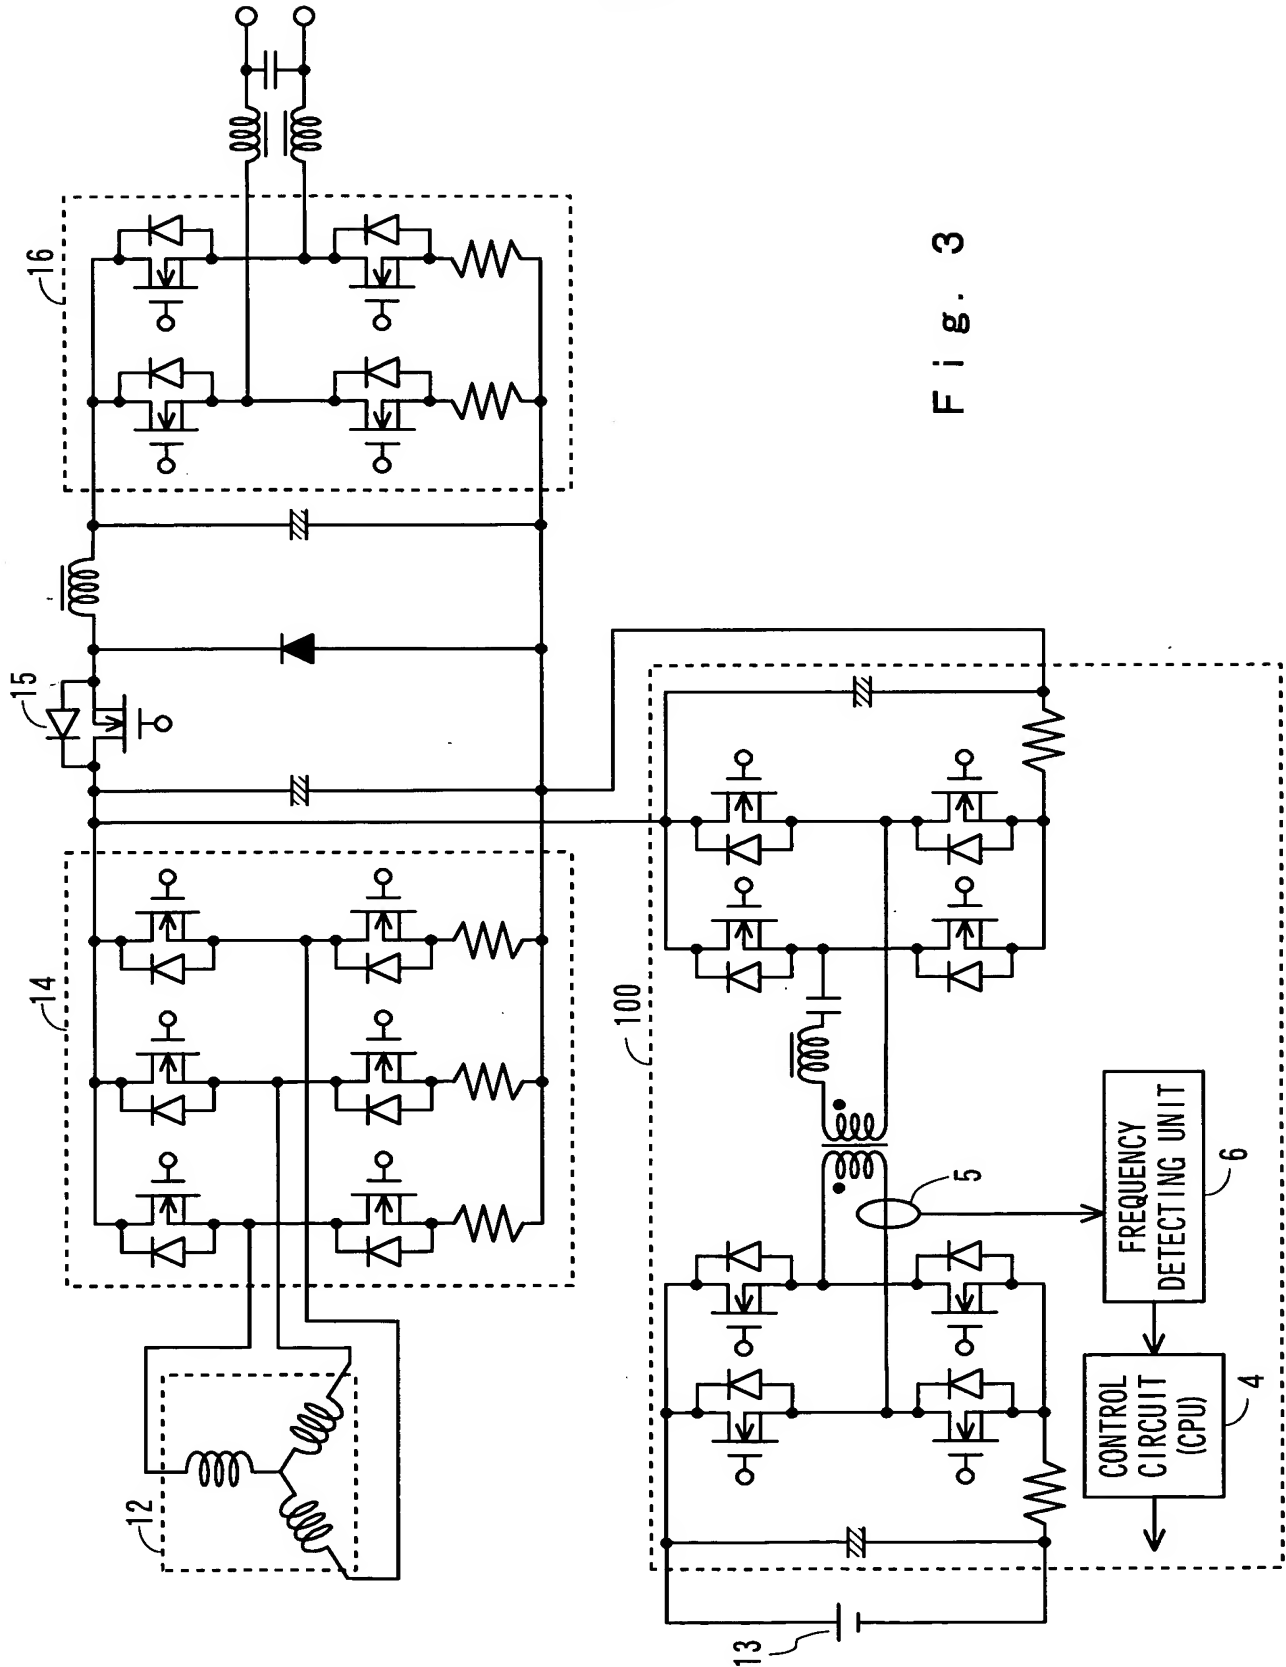 12
14
15
16
100
13
5
FREQUENCY
DETECTING UNIT
6
CONTROL
CIRCUIT
(CPU)
4
Fig. 3